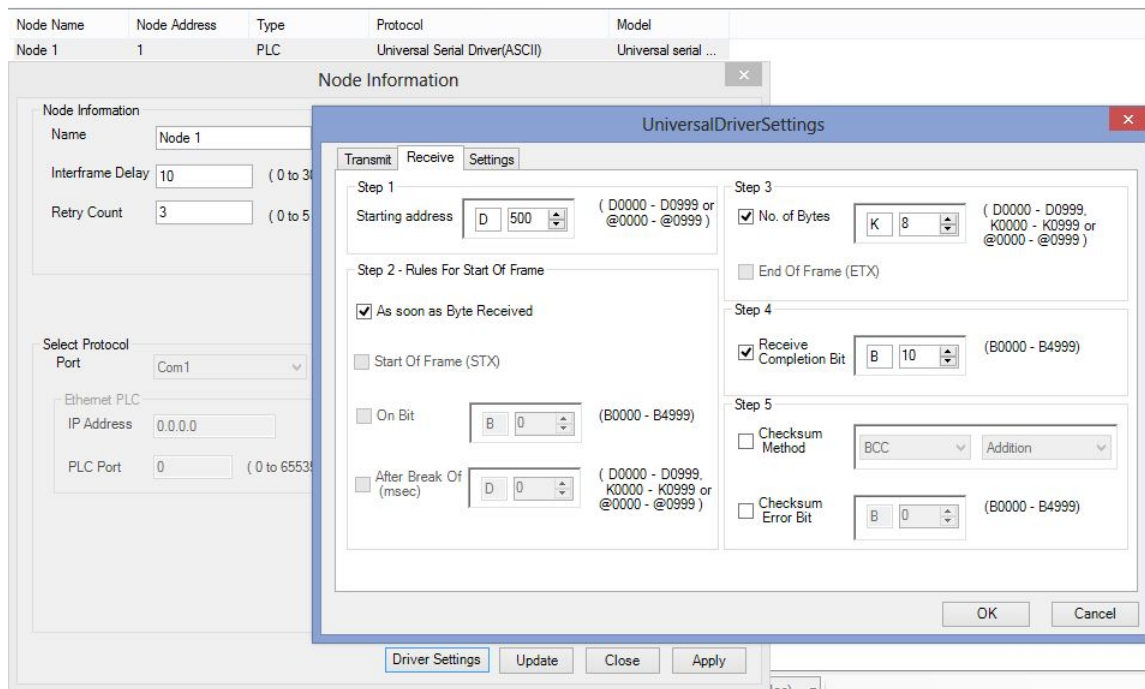 Node Name Node Address Type Protocol Model
Node 1 1 PLC Universal Serial Driver(ASCII) Universal serial ...
Node Information
Node Information
Name Node 1
Interframe Delay 10 ( 0 to 30
Retry Count 3 ( 0 to 5
Select Protocol
Port Com1
Ethernet PLC
IP Address 0.0.0.0
PLC Port 0 ( 0 to 6553
Driver Settings Update Close Apply
UniversalDriverSettings
Transmit Receive Settings
Step 1
Starting address D 500 ( D0000 - D0999 or
@0000 - @0999 )
Step 2 - Rules For Start Of Frame
As soon as Byte Received
Start Of Frame (STX)
On Bit B 0 (B0000 - B4999)
After Break Of
(msec) D 0 ( D0000 - D0999,
K0000 - K0999 or
@0000 - @0999 )
Step 3
No. of Bytes K 8 ( D0000 - D0999,
K0000 - K0999 or
@0000 - @0999 )
End Of Frame (ETX)
Step 4
Receive
Completion Bit B 10 (B0000 - B4999)
Step 5
Checksum
Method BCC Addition
Checksum
Error Bit B 0 (B0000 - B4999)
OK Cancel